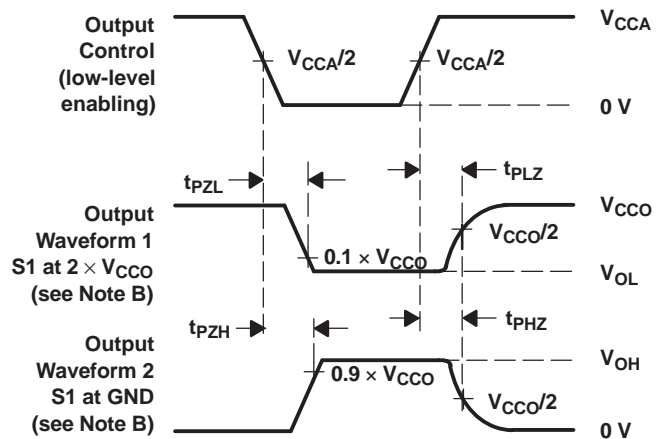 Output
Control
(low-level
enabling)
V_CCA/2
V_CCA/2
V_CCA
0 V
t_PZL
t_PLZ
Output
Waveform 1
S1 at 2 × V_CCO
(see Note B)
0.1 × V_CCO
V_CCO/2
V_CCO
V_OL
t_PZH
t_PHZ
Output
Waveform 2
S1 at GND
(see Note B)
0.9 × V_CCO
V_CCO/2
V_OH
0 V